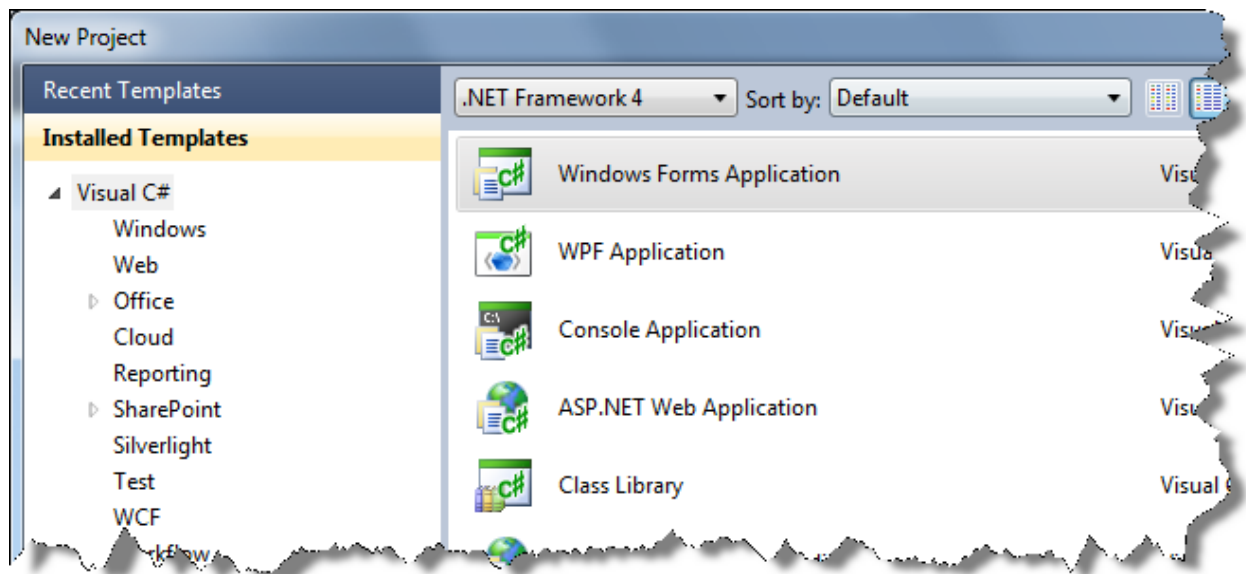 New Project
Recent Templates
Installed Templates
Visual C#
Windows
Web
Office
Cloud
Reporting
SharePoint
Silverlight
Test
WCF
.NET Framework 4 Sort by: Default
C# Windows Forms Application
C# WPF Application
C:\ C# Console Application
C# ASP.NET Web Application
C# Class Library Visual